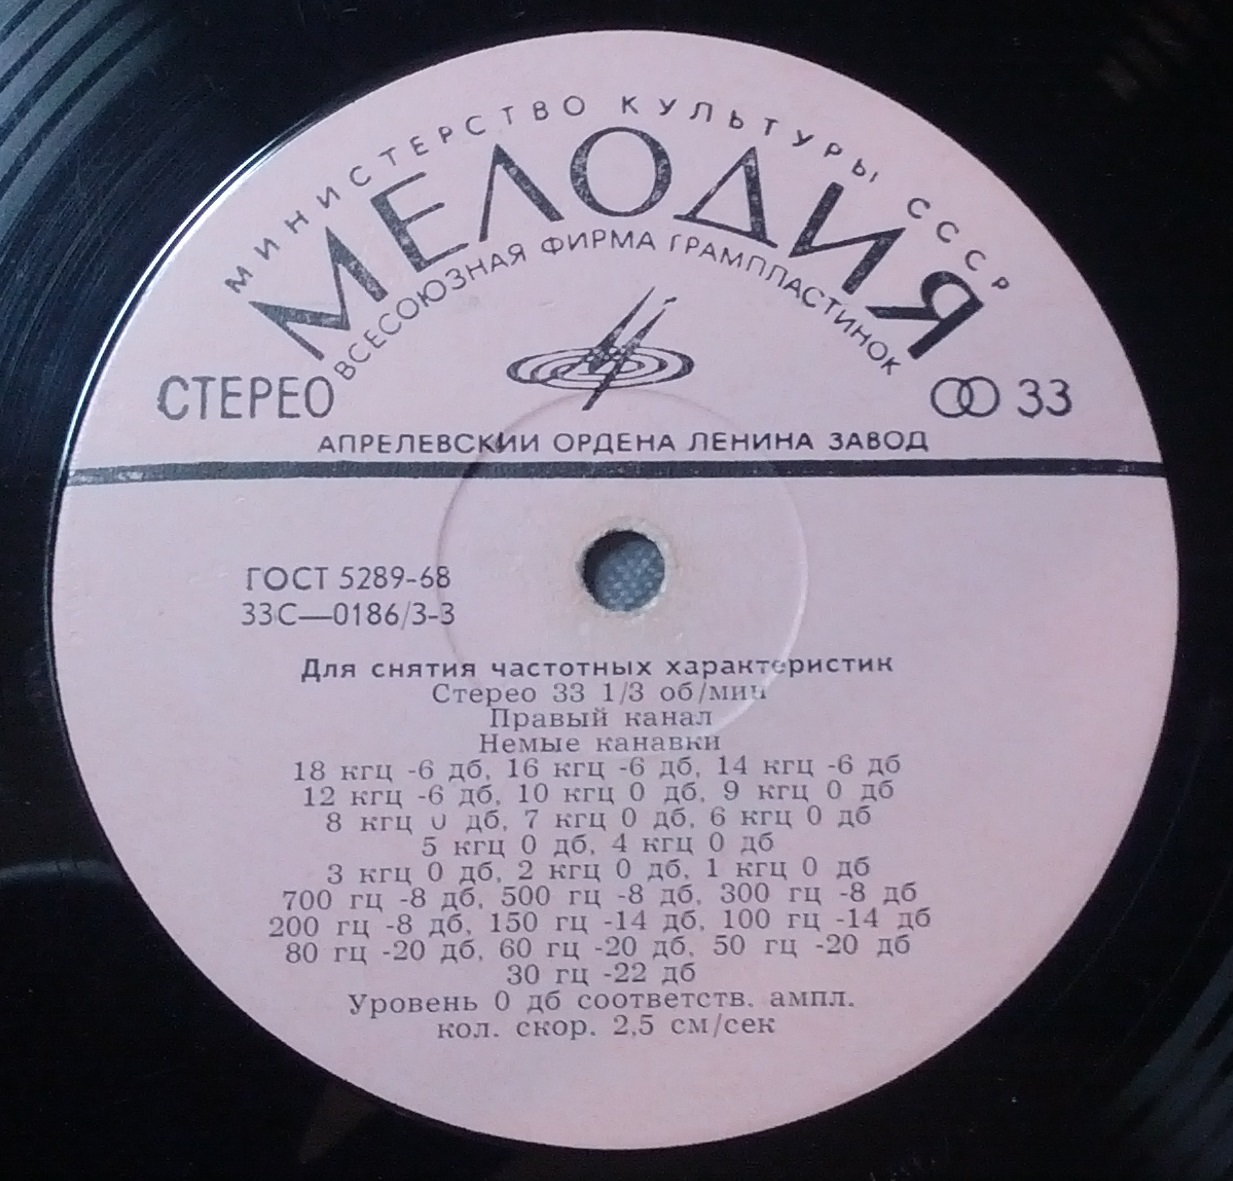 МИНИСТЕРСТВО КУЛЬТУРЫ СССР
МЕЛОДИЯ
ВСЕСОЮЗНАЯ ФИРМА ГРАМПЛАСТИНОК
СТЕРЕО
33
АПРЕЛЕВСКИЙ ОРДЕНА ЛЕНИНА ЗАВОД
ГОСТ 5289-68
33С—0186/3-3
Для снятия частотных характеристик
Стерео 33 1/3 об/мин
Правый канал
Немые канавки
18 кгц -6 дб, 16 кгц -6 дб, 14 кгц -6 дб
12 кгц -6 дб, 10 кгц 0 дб, 9 кгц 0 дб
8 кгц 0 дб, 7 кгц 0 дб, 6 кгц 0 дб
5 кгц 0 дб, 4 кгц 0 дб
3 кгц 0 дб, 2 кгц 0 дб, 1 кгц 0 дб
700 гц -8 дб, 500 гц -8 дб, 300 гц -8 дб
200 гц -8 дб, 150 гц -14 дб, 100 гц -14 дб
80 гц -20 дб, 60 гц -20 дб, 50 гц -20 дб
30 гц -22 дб
Уровень 0 дб соответств. ампл.
кол. скор. 2,5 см/сек